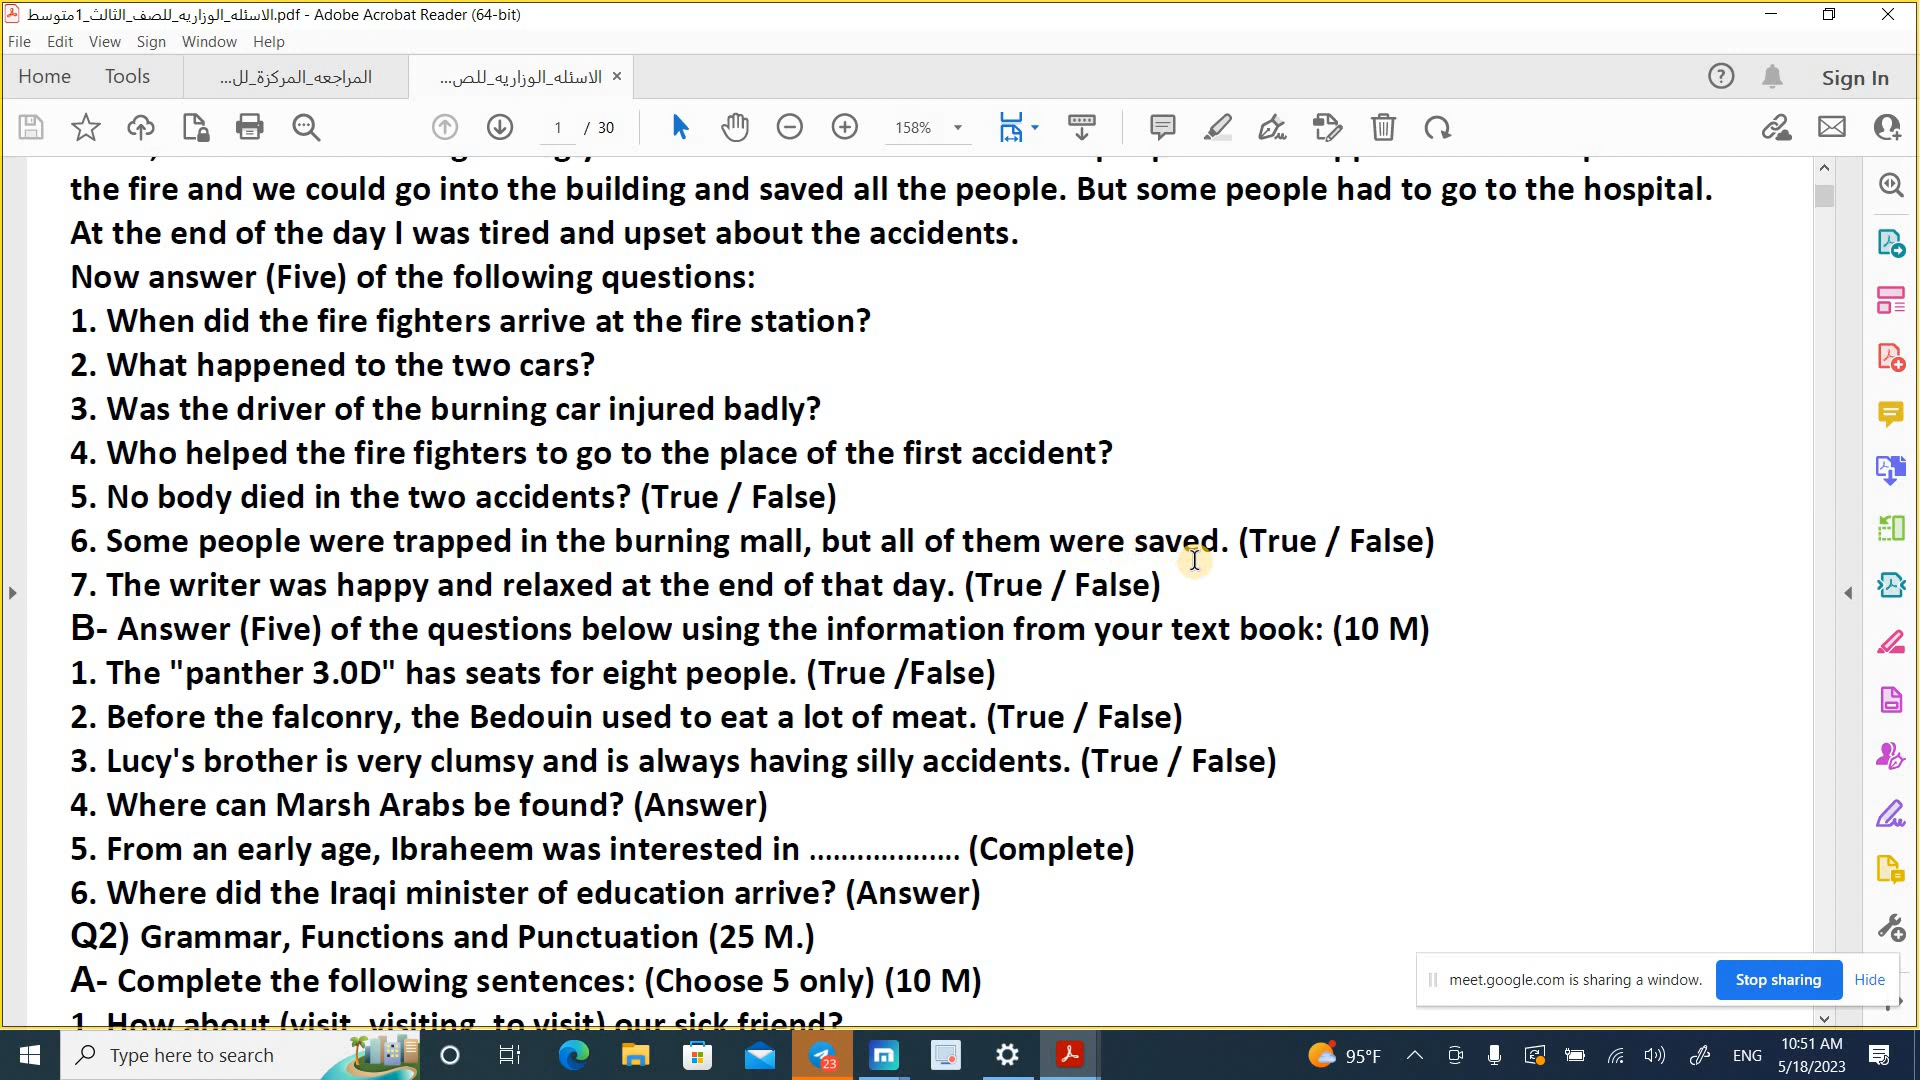 الاسئله_الوزاريه_للصف_الثالث_1متوسط.pdf - Adobe Acrobat Reader (64-bit)
File Edit View Sign Window Help
Home Tools المراجعه_المركزة_لل... الاسئله_الوزاريه_للص... Sign In
1 / 30 158%
the fire and we could go into the building and saved all the people. But some people had to go to the hospital.
At the end of the day I was tired and upset about the accidents.
Now answer (Five) of the following questions:
1. When did the fire fighters arrive at the fire station?
2. What happened to the two cars?
3. Was the driver of the burning car injured badly?
4. Who helped the fire fighters to go to the place of the first accident?
5. No body died in the two accidents? (True / False)
6. Some people were trapped in the burning mall, but all of them were saved. (True / False)
7. The writer was happy and relaxed at the end of that day. (True / False)
B- Answer (Five) of the questions below using the information from your text book: (10 M)
1. The "panther 3.0D" has seats for eight people. (True /False)
2. Before the falconry, the Bedouin used to eat a lot of meat. (True / False)
3. Lucy's brother is very clumsy and is always having silly accidents. (True / False)
4. Where can Marsh Arabs be found? (Answer)
5. From an early age, Ibraheem was interested in ................... (Complete)
6. Where did the Iraqi minister of education arrive? (Answer)
Q2) Grammar, Functions and Punctuation (25 M.)
A- Complete the following sentences: (Choose 5 only) (10 M)
1. How about (visit, visiting, to visit) our sick friend?
meet.google.com is sharing a window. Stop sharing Hide
Type here to search 23 95°F ENG 10:51 AM
5/18/2023